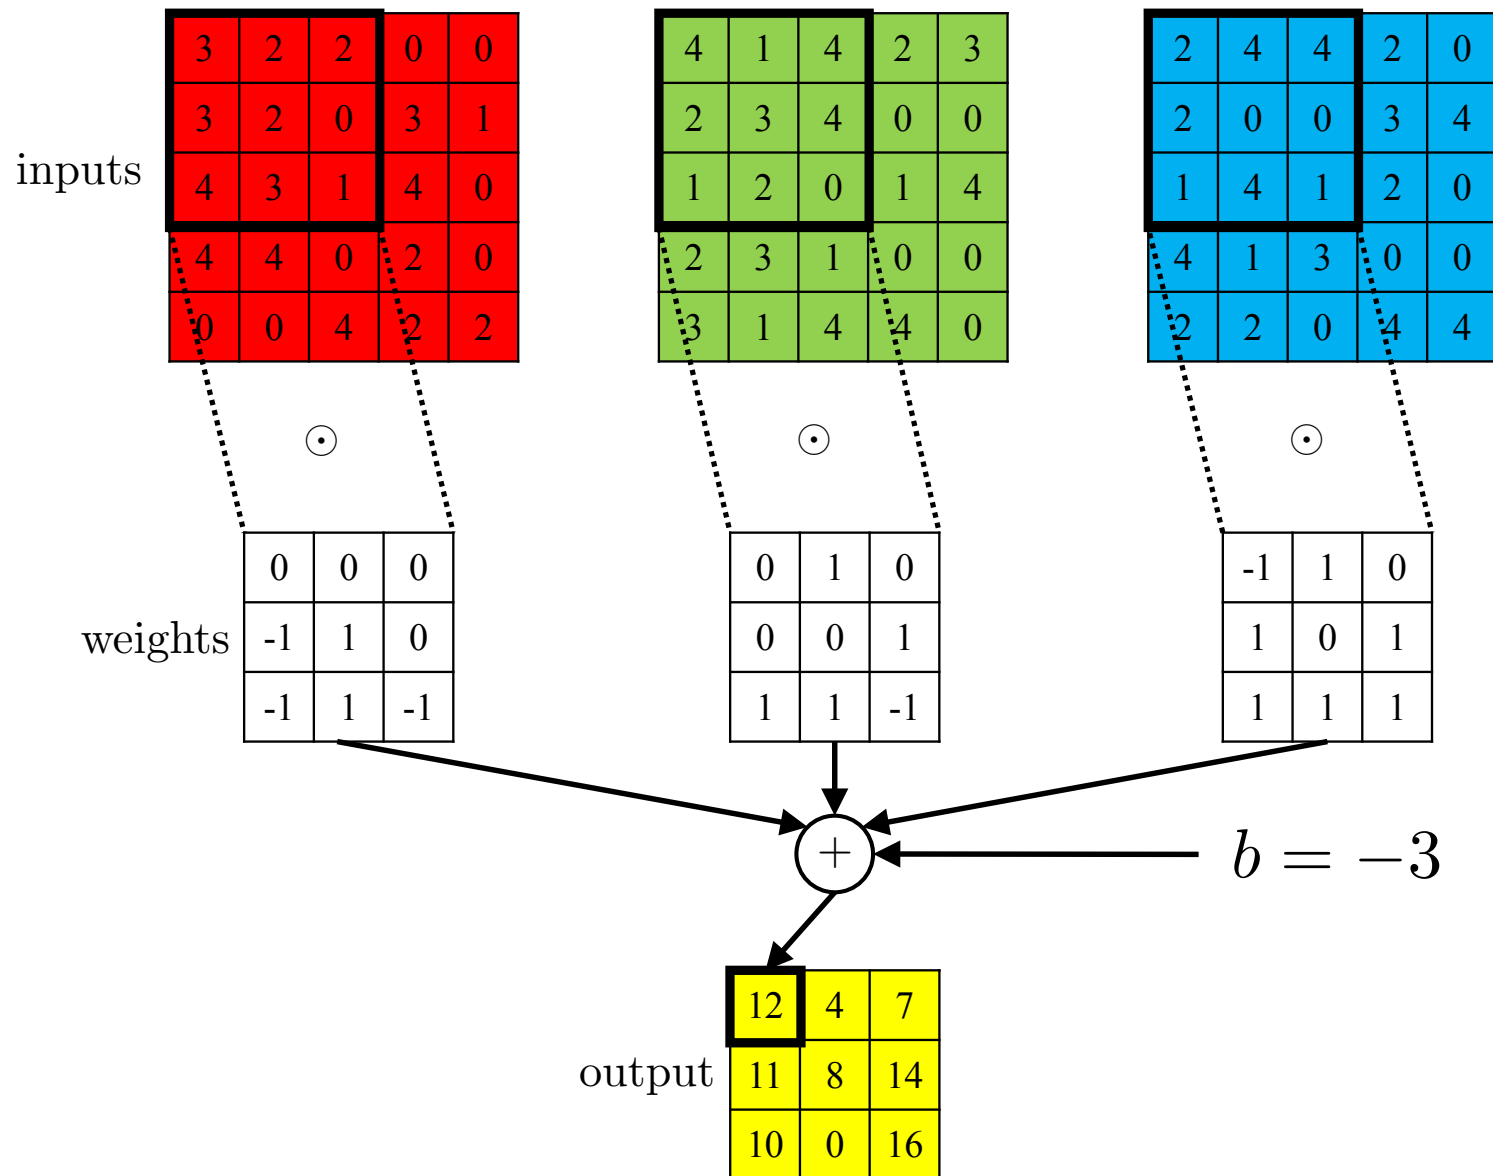 3 2 2 0 0 4 1 4 2 3 2 4 4 2 0
3 2 0 3 1 2 3 4 0 0 2 0 0 3 4
inputs 4 3 1 4 0 1 2 0 1 4 1 4 1 2 0
4 4 0 2 0 2 3 1 0 0 4 1 3 0 0
0 0 4 2 2 3 1 4 4 0 2 2 0 4 4
⊙ ⊙ ⊙
0 0 0 0 1 0 -1 1 0
weights -1 1 0 0 0 1 1 0 1
-1 1 -1 1 1 -1 1 1 1
+ b = −3
12 4 7
output 11 8 14
10 0 16